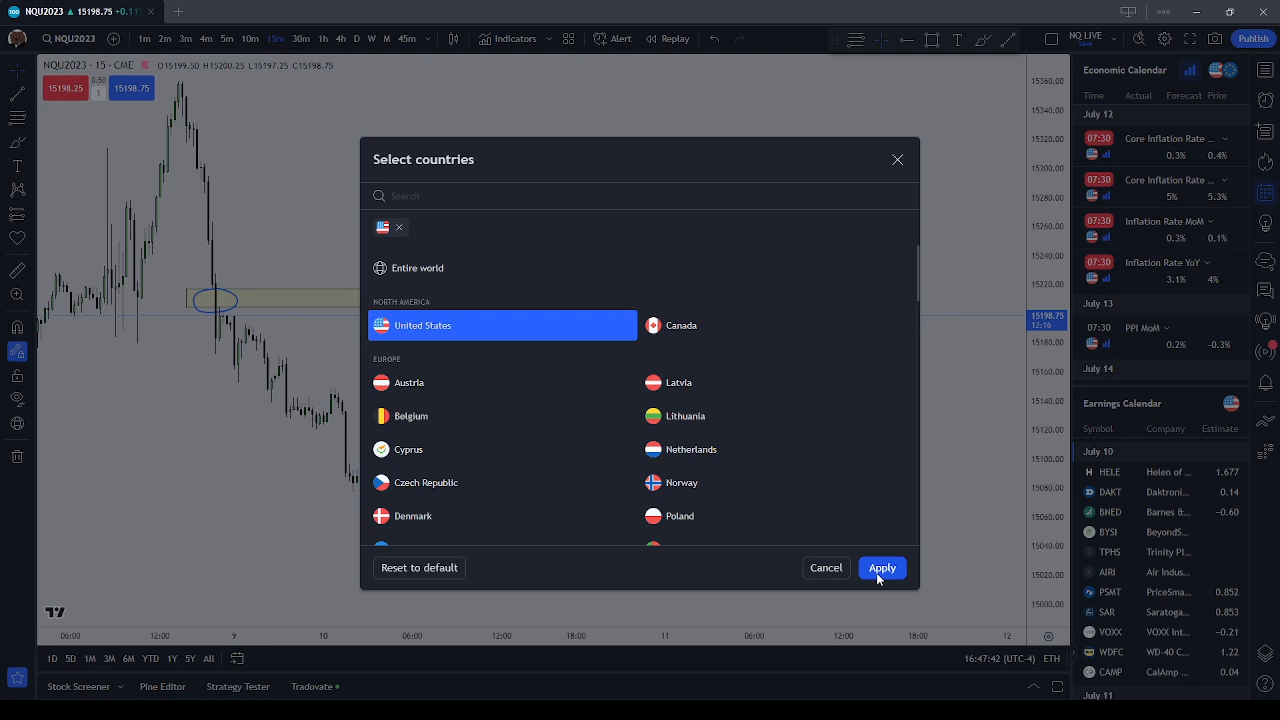 NQU2023 ▲ 15198.75 +0.11
NQU2023 1m 2m 3m 4m 5m 10m 15m 30m 1h 4h D W M 45m Indicators Alert Replay NQ LIVE Publish
Save
NQU2023 · 15 · CME O15199.50 H15200.25 L15197.25 C15198.75
15198.25 0.50 15198.75
1
15360.00
15340.00
15320.00
15300.00
15280.00
15260.00
15240.00
15220.00
15198.75
12:16
15180.00
15160.00
15140.00
15120.00
15100.00
15080.00
15060.00
15040.00
15020.00
15000.00
Select countries
Search
Entire world
NORTH AMERICA
United States Canada
EUROPE
Austria Latvia
Belgium Lithuania
Cyprus Netherlands
Czech Republic Norway
Denmark Poland
Reset to default Cancel Apply
Economic Calendar
Time Actual Forecast Prior
July 12
07:30 Core Inflation Rate ...
0.3% 0.4%
07:30 Core Inflation Rate ...
5% 5.3%
07:30 Inflation Rate MoM
0.3% 0.1%
07:30 Inflation Rate YoY
3.1% 4%
July 13
07:30 PPI MoM
0.2% -0.3%
July 14
Earnings Calendar
Symbol Company Estimate
July 10
H HELE Helen of ... 1.677
DAKT Daktroni... 0.14
BNED Barnes &... -0.60
BYSI BeyondS...
TPHS Trinity Pl...
AIRI Air Indus...
PSMT PriceSma... 0.852
SAR Saratoga... 0.853
VOXX VOXX Int... -0.21
WDFC WD-40 C... 1.22
CAMP CalAmp ... 0.04
July 11
06:00 12:00 9 10 06:00 12:00 18:00 11 06:00 12:00 18:00 12
1D 5D 1M 3M 6M YTD 1Y 5Y All 16:47:42 (UTC-4) ETH
Stock Screener Pine Editor Strategy Tester Tradovate